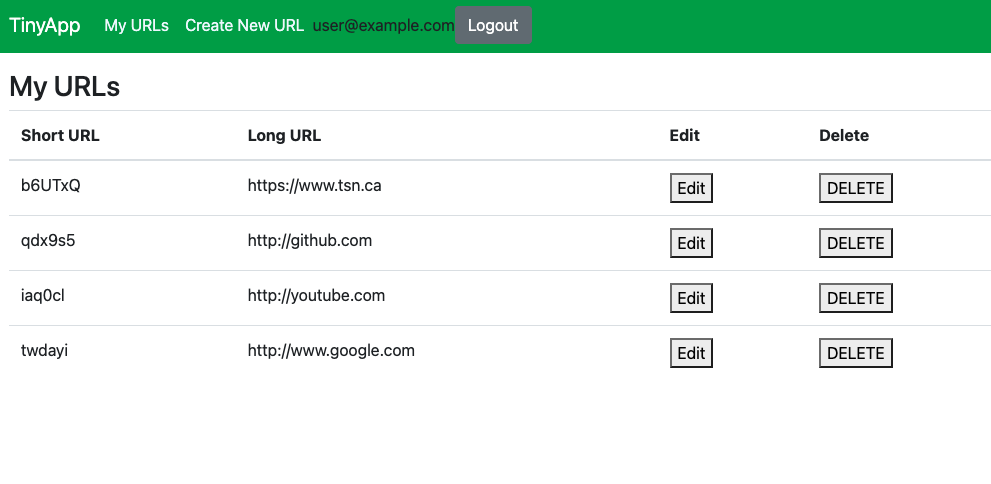 TinyApp My URLs Create New URL user@example.com Logout
My URLs
Short URL Long URL Edit Delete
b6UTxQ https://www.tsn.ca Edit DELETE
qdx9s5 http://github.com Edit DELETE
iaq0cl http://youtube.com Edit DELETE
twdayi http://www.google.com Edit DELETE